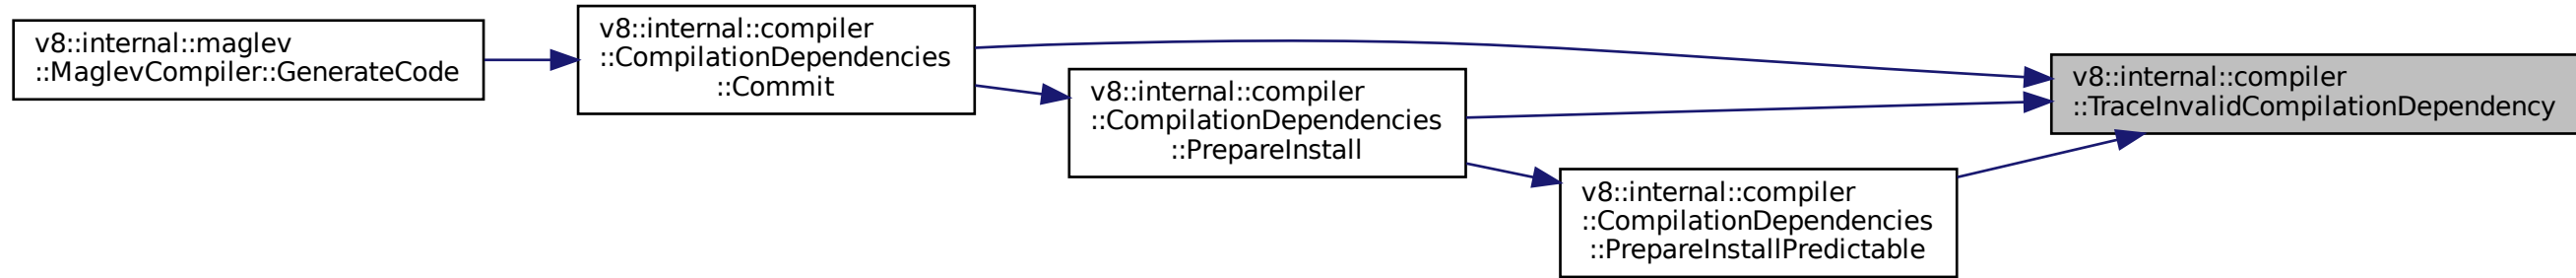 v8::internal::maglev
::MaglevCompiler::GenerateCode
v8::internal::compiler
::CompilationDependencies
::Commit
v8::internal::compiler
::CompilationDependencies
::PrepareInstall
v8::internal::compiler
::CompilationDependencies
::PrepareInstallPredictable
v8::internal::compiler
::TraceInvalidCompilationDependency